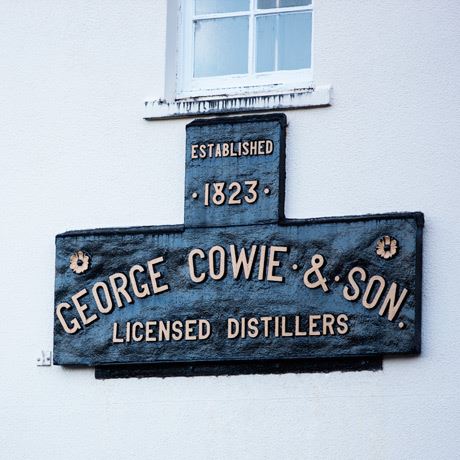 ESTABLISHED
· 1823 ·
GEORGE COWIE · & · SON.
LICENSED DISTILLERS